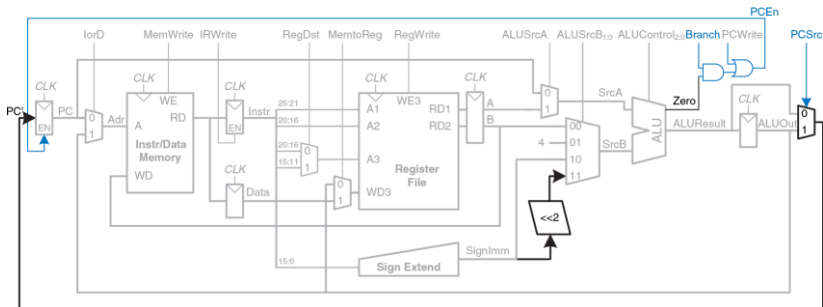 PCEn
IorD MemWrite IRWrite RegDst MemtoReg RegWrite ALUSrcA ALUSrcB1:0 ALUControl2:0 Branch PCWrite PCSrc
CLK CLK CLK CLK CLK CLK
PC' PC EN
0 1 Adr
WE
A RD
Instr/Data
Memory
WD
EN Instr
Data
CLK
25:21
20:16
20:16
15:11
15:0
0 1
0 1
WE3
A1 RD1
A2 RD2
A3
Register
File
WD3
A
B
0 1
SrcA
4
00
01
10
11
SrcB
Zero
ALU
ALUResult
ALUOut
0 1
<<2
SignImm
Sign Extend